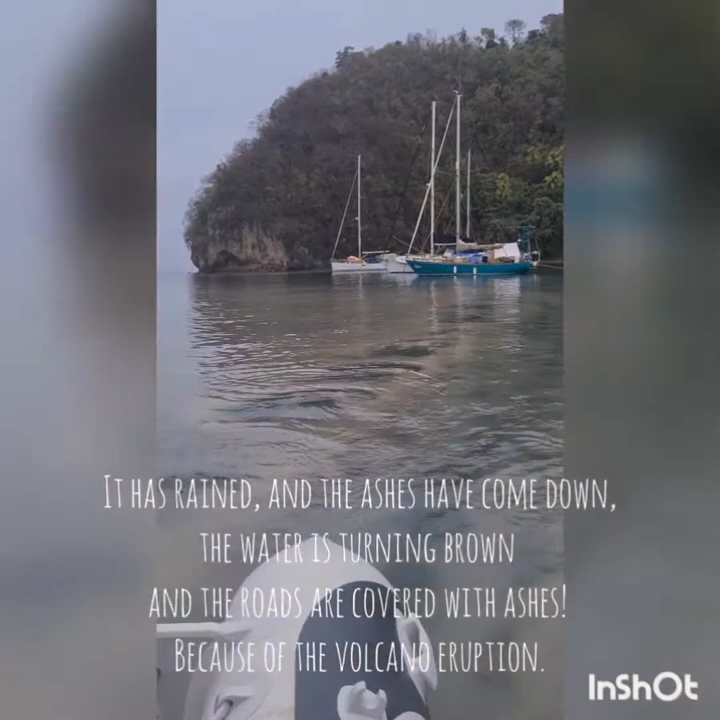 It has rained, and the ashes have come down,
the water is turning brown
and the roads are covered with ashes!
Because of the volcano eruption.
InShOt